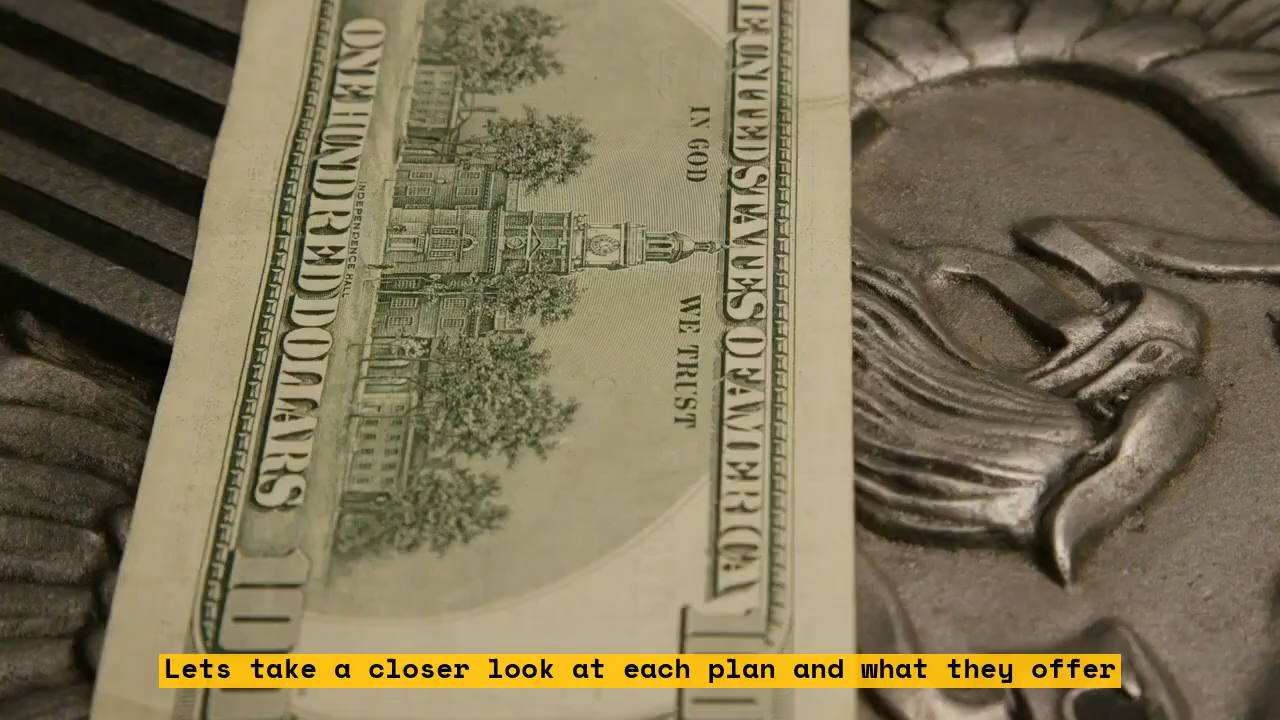 THE UNITED STATES OF AMERICA
IN GOD
WE TRUST
INDEPENDENCE HALL
ONE HUNDRED DOLLARS
Lets take a closer look at each plan and what they offer